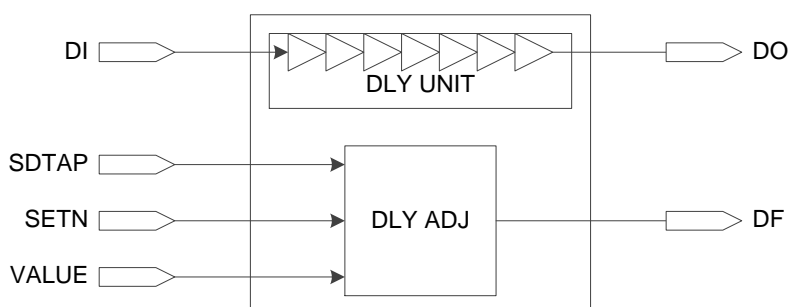 DI
DO
DLY UNIT
SDTAP
SETN
DLY ADJ
DF
VALUE